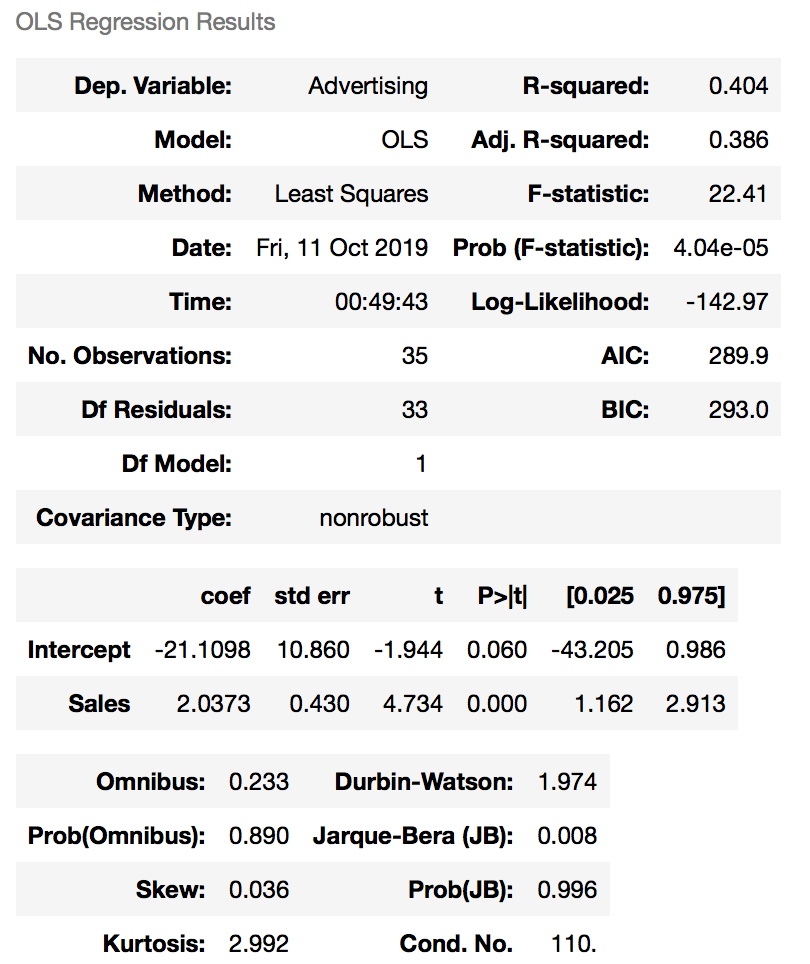 OLS Regression Results
Dep. Variable: Advertising R-squared: 0.404
Model: OLS Adj. R-squared: 0.386
Method: Least Squares F-statistic: 22.41
Date: Fri, 11 Oct 2019 Prob (F-statistic): 4.04e-05
Time: 00:49:43 Log-Likelihood: -142.97
No. Observations: 35 AIC: 289.9
Df Residuals: 33 BIC: 293.0
Df Model: 1
Covariance Type: nonrobust
coef std err t P>|t| [0.025 0.975]
Intercept -21.1098 10.860 -1.944 0.060 -43.205 0.986
Sales 2.0373 0.430 4.734 0.000 1.162 2.913
Omnibus: 0.233 Durbin-Watson: 1.974
Prob(Omnibus): 0.890 Jarque-Bera (JB): 0.008
Skew: 0.036 Prob(JB): 0.996
Kurtosis: 2.992 Cond. No. 110.